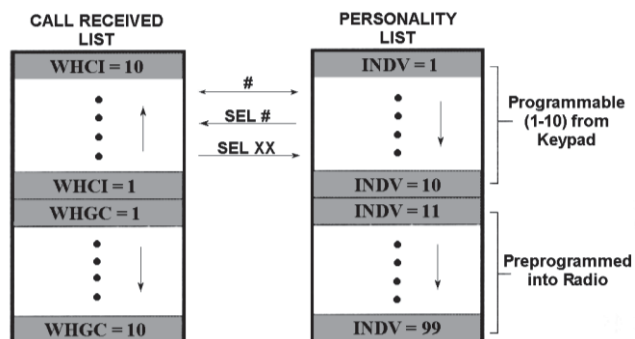 CALL RECEIVED
LIST
WHCI = 10
WHCI = 1
WHGC = 1
WHGC = 10
#
SEL #
SEL XX
PERSONALITY
LIST
INDV = 1
INDV = 10
INDV = 11
INDV = 99
Programmable
(1-10) from
Keypad
Preprogrammed
into Radio